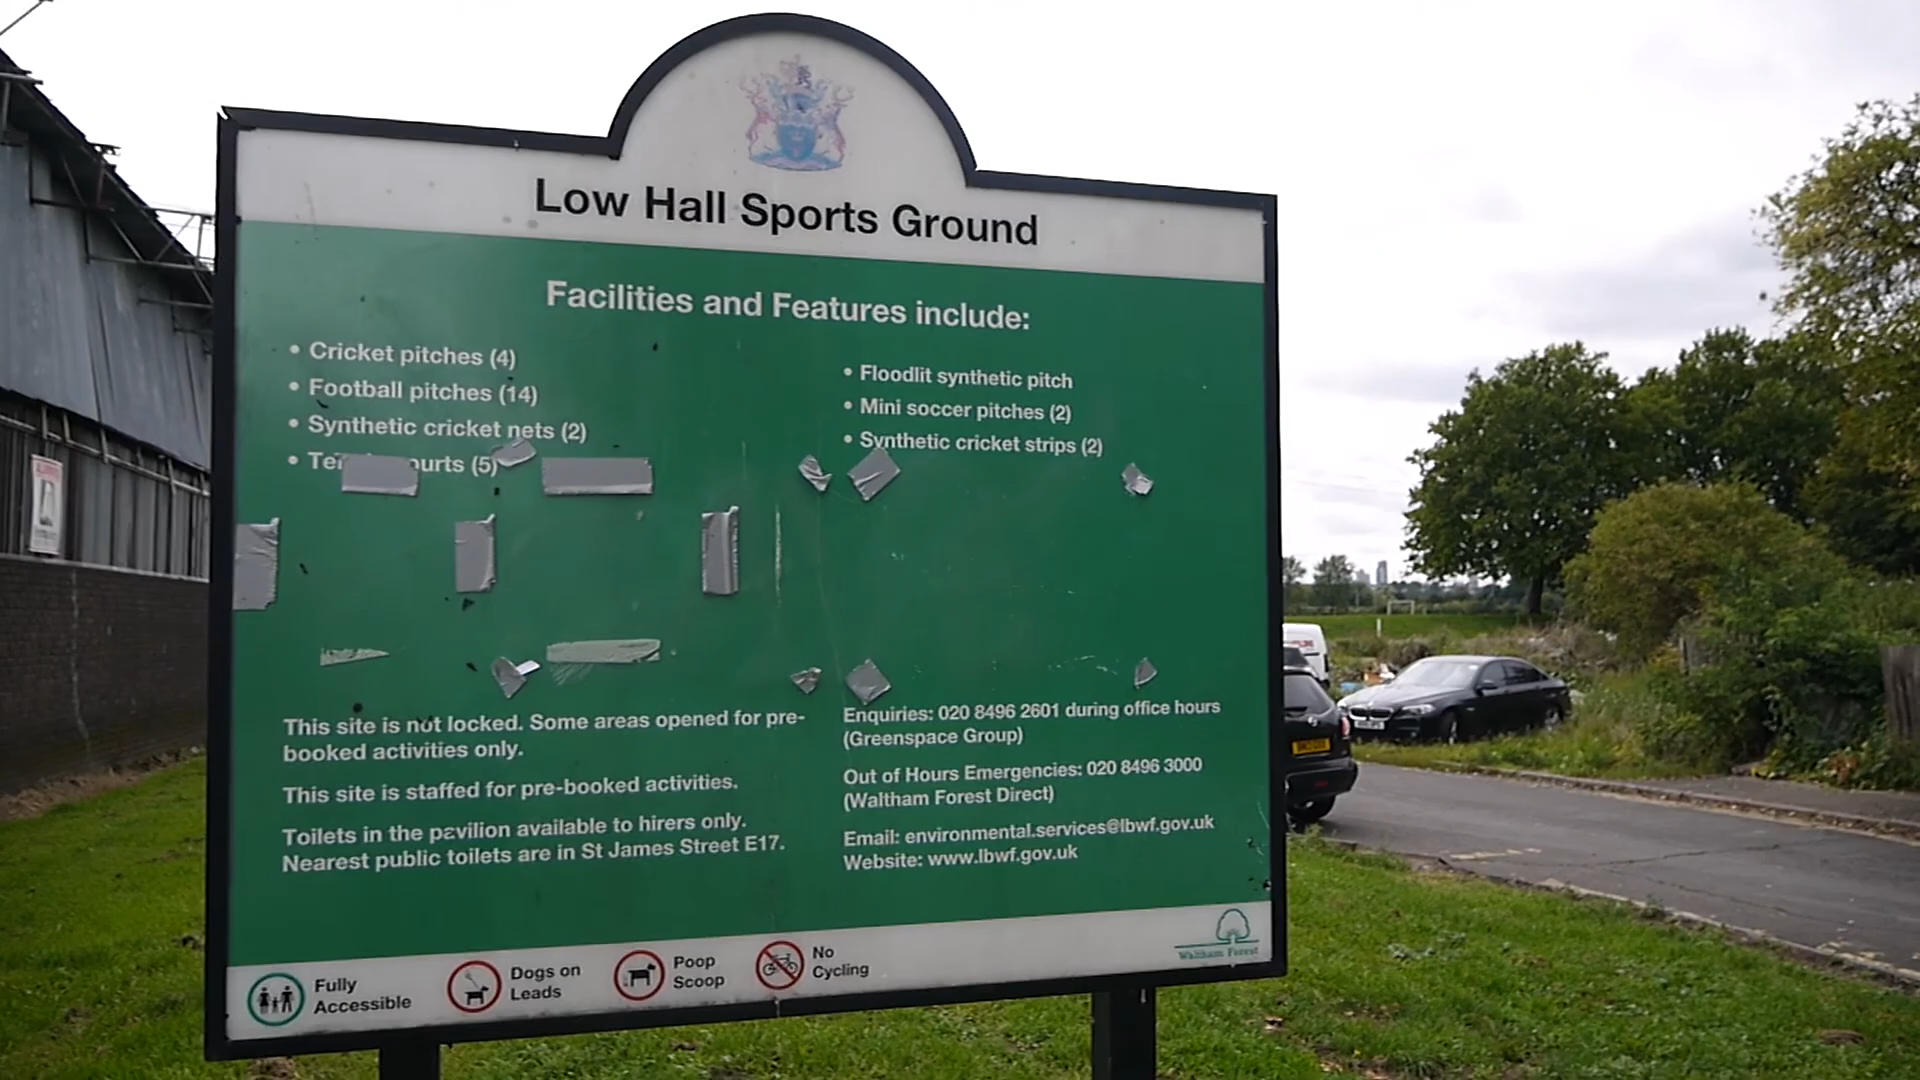 Low Hall Sports Ground
Facilities and Features include:
• Cricket pitches (4)
• Football pitches (14)
• Synthetic cricket nets (2)
• Te urts (5)
• Floodlit synthetic pitch
• Mini soccer pitches (2)
• Synthetic cricket strips (2)
This site is not locked. Some areas opened for pre-
booked activities only.
This site is staffed for pre-booked activities.
Toilets in the pavilion available to hirers only.
Nearest public toilets are in St James Street E17.
Enquiries: 020 8496 2601 during office hours
(Greenspace Group)
Out of Hours Emergencies: 020 8496 3000
(Waltham Forest Direct)
Email: environmental.services@lbwf.gov.uk
Website: www.lbwf.gov.uk
Fully
Accessible
Dogs on
Leads
Poop
Scoop
No
Cycling
Waltham Forest